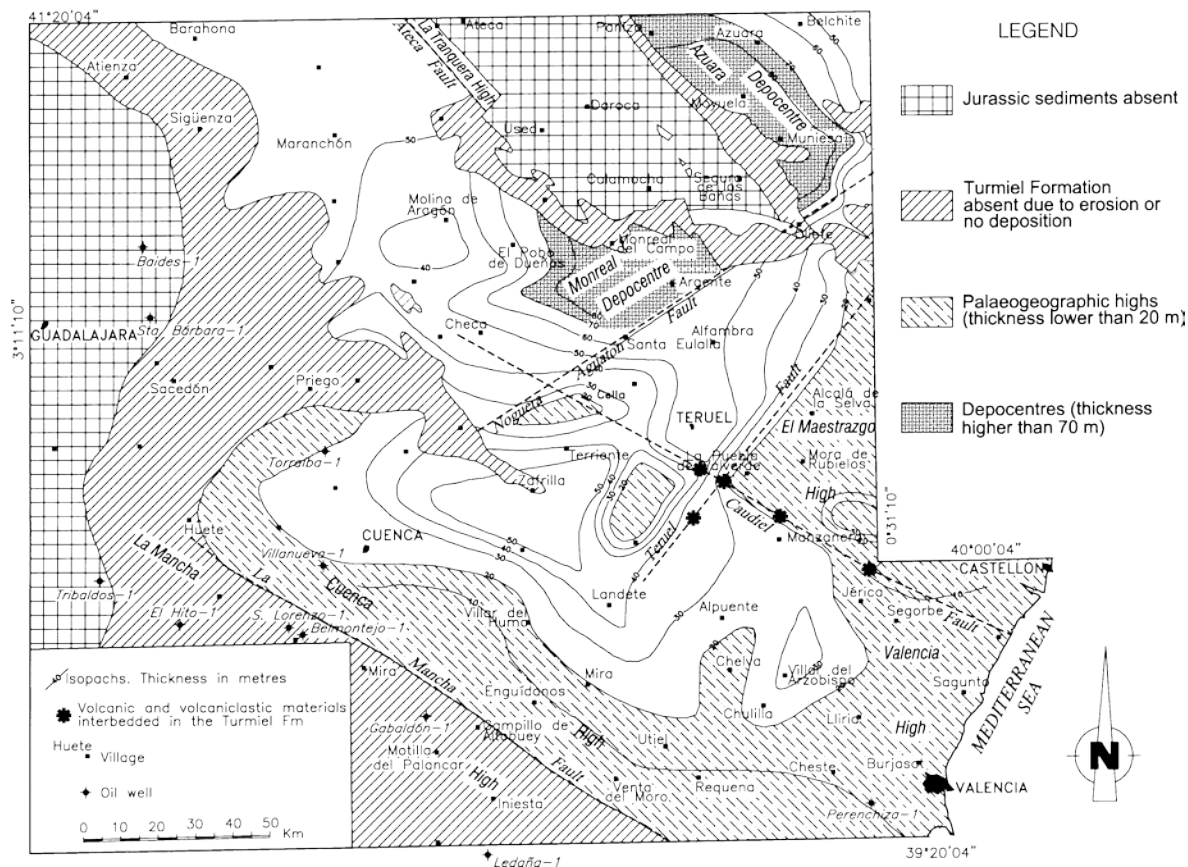 41°20'04"
Barahona
Atienza
Sigüenza
Maranchón
Ateca
La Tranquera High
Ateca
Fault
Paniza
Belchite
Azuara
Azuara
Depocentre
Moyuela
Muniesa
Daroca
Used
Calamocha
Segura
de los
Baños
Oliete
Molina de
Aragón
El Pobo
de Dueñas
Monreal
del Campo
Monreal
Depocentre
Argente
Baides-1
GUADALAJARA
Sta. Bárbara-1
3°11'10"
Sacedón
Priego
Checa
Santa Eulalia
Alfambra
Noguera
Aguatón
Fault
Cella
TERUEL
Fault
Alcalá de
la Selva
El Maestrazgo
Mora de
Rubielos
High
La Puebla
de Valverde
Terriente
Zafrilla
Torralba-1
Teruel
Caudiel
Manzanera
0°31'10"
40°00'04"
CASTELLON
Huete
CUENCA
Villanueva-1
La Mancha
La
Cuenca
Tribaldos-1
El Hito-1
S. Lorenzo-1
Belmontejo-1
Villar del
Humo
Landete
Alpuente
Jérica
Segorbe
Fault
Valencia
Chelva
Villar del
Arzobispo
Sagunto
MEDITERRANEAN
SEA
Mira
Mancha
Enguídanos
Mira
Chulilla
Lliria
High
Gabaldón-1
Campillo de
Altobuey
High
Utiel
Motilla
del Palancar
High
Fault
Cheste
Burjasot
Venta
del Moro
Requena
VALENCIA
Iniesta
Perenchiza-1
Ledaña-1
39°20'04"
N
Isopachs. Thickness in metres
Volcanic and volcaniclastic materials
interbedded in the Turmiel Fm
Huete
Village
Oil well
0 10 20 30 40 50
Km
LEGEND
Jurassic sediments absent
Turmiel Formation
absent due to erosion or
no deposition
Palaeogeographic highs
(thickness lower than 20 m)
Depocentres (thickness
higher than 70 m)